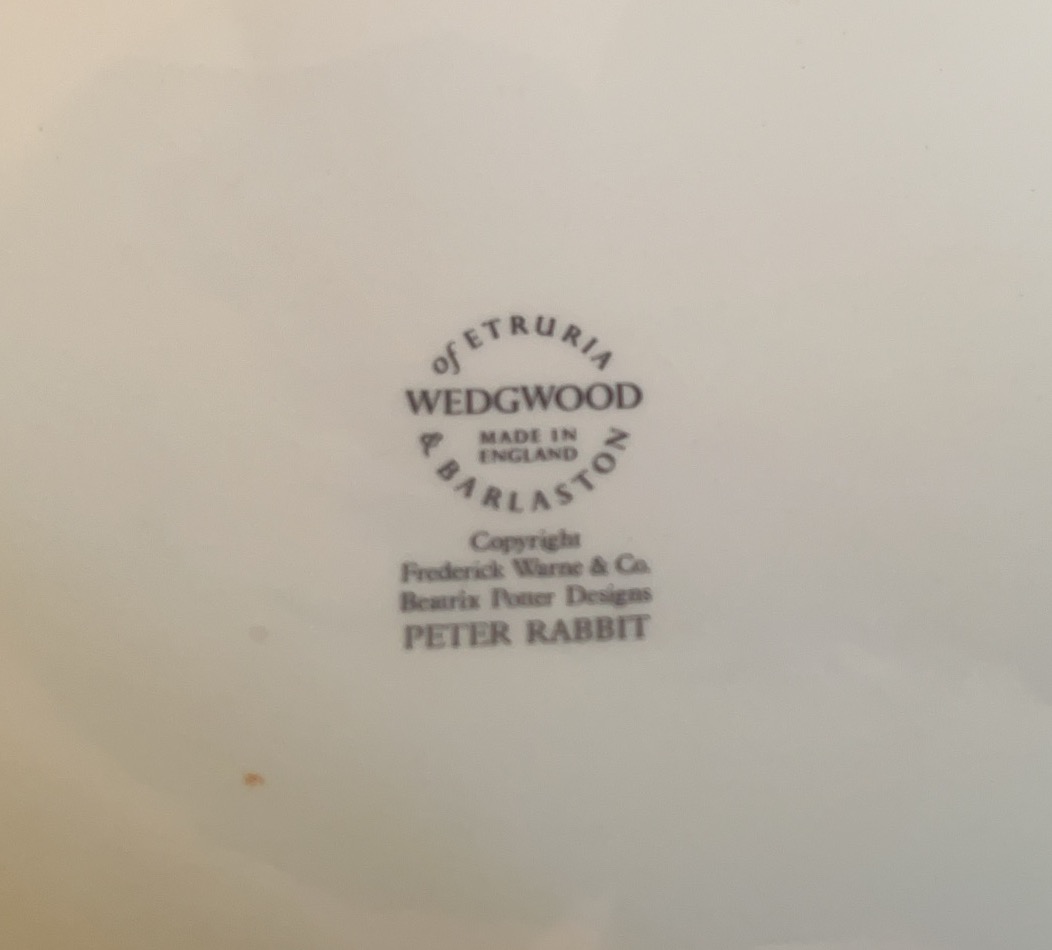 of ETRURIA
WEDGWOOD
MADE IN
ENGLAND
& BARLASTON
Copyright
Frederick Warne & Co.
Beatrix Potter Designs
PETER RABBIT